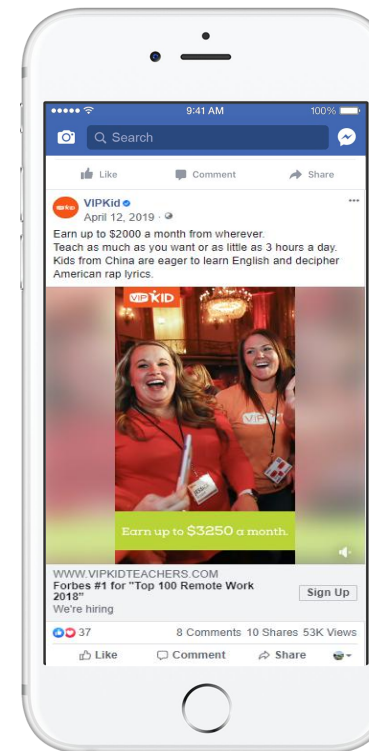 9:41 AM
100%
Search
Like Comment Share
VIPKid
April 12, 2019
Earn up to $2000 a month from wherever.
Teach as much as you want or as little as 3 hours a day.
Kids from China are eager to learn English and decipher
American rap lyrics.
VIPKID
VIPKID
Earn up to $3250 a month.
WWW.VIPKIDTEACHERS.COM
Forbes #1 for "Top 100 Remote Work
2018"
Sign Up
We're hiring
37
8 Comments 10 Shares 53K Views
Like Comment Share